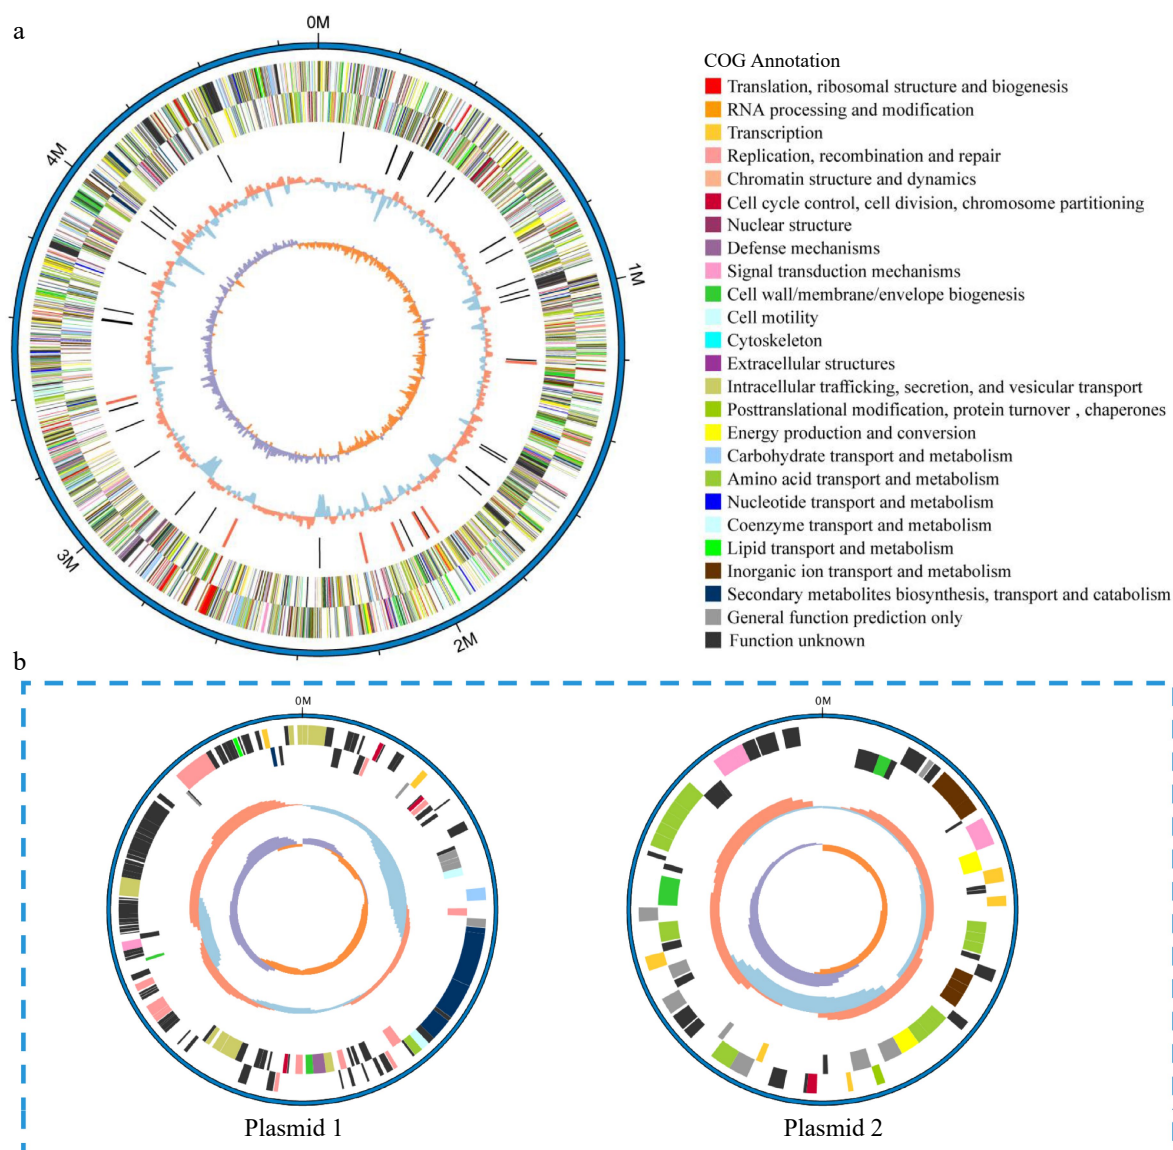 a
0M
1M
2M
3M
4M
COG Annotation
Translation, ribosomal structure and biogenesis
RNA processing and modification
Transcription
Replication, recombination and repair
Chromatin structure and dynamics
Cell cycle control, cell division, chromosome partitioning
Nuclear structure
Defense mechanisms
Signal transduction mechanisms
Cell wall/membrane/envelope biogenesis
Cell motility
Cytoskeleton
Extracellular structures
Intracellular trafficking, secretion, and vesicular transport
Posttranslational modification, protein turnover , chaperones
Energy production and conversion
Carbohydrate transport and metabolism
Amino acid transport and metabolism
Nucleotide transport and metabolism
Coenzyme transport and metabolism
Lipid transport and metabolism
Inorganic ion transport and metabolism
Secondary metabolites biosynthesis, transport and catabolism
General function prediction only
Function unknown
b
0M
0M
Plasmid 1
Plasmid 2